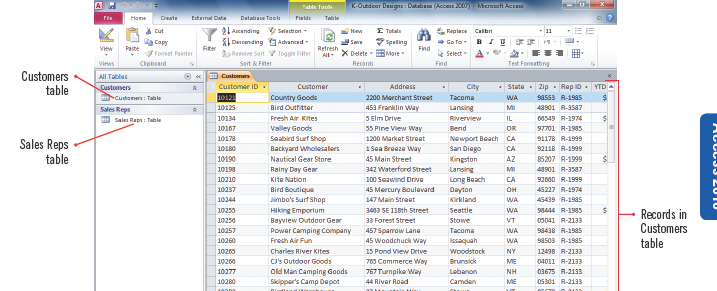 Table Tools
K-Outdoor Designs : Database (Access 2007) - Microsoft Access
File Home Create External Data Database Tools Fields Table
View
Views
Paste
Cut
Copy
Format Painter
Clipboard
Filter
Ascending
Descending
Remove Sort
Selection
Advanced
Toggle Filter
Sort & Filter
Refresh All
New
Save
Delete
Totals
Spelling
More
Records
Find
Replace
Go To
Select
Find
Calibri 11
B I U
Text Formatting
All Tables
Customers
Customers : Table
Sales Reps
Sales Reps : Table
Customers
table
Sales Reps
table
Customers
Customer ID Customer Address City State Zip Rep ID YTD
10121 Country Goods 2200 Merchant Street Tacoma WA 98553 R-1985 $
10125 Bird Outfitter 453 Franklin Way Lansing MI 48901 R-3587
10134 Fresh Air Kites 5 Elm Drive Riverview IL 66549 R-1974 $
10167 Valley Goods 55 Pine View Way Bend OR 97701 R-1985
10178 Seabird Surf Shop 1200 Market Street Newport Beach CA 91178 R-1999
10180 Backyard Wholesalers 1 Sea Breeze Way San Diego CA 92118 R-1999
10190 Nautical Gear Store 45 Main Street Kingston AZ 85207 R-1999 $
10198 Rainy Day Gear 342 Waterford Street Lansing MI 48901 R-3587
10210 Kite Nation 100 Seawind Drive Long Beach CA 92660 R-1999
10237 Bird Boutique 45 Mercury Boulevard Dayton OH 45227 R-1974
10244 Jimbo's Surf Shop 147 Main Street Kirkland WA 45439 R-1985
10255 Hiking Emporium 3463 SE 118th Street Seattle WA 98444 R-1985 $
10256 Bayview Outdoor Gear 33 Forest Street Stowe VT 05041 R-2133
10257 Power Camping Company 457 Sparrow Lane Tacoma WA 98438 R-1985
10260 Fresh Air Fun 45 Woodchuck Way Issaquah WA 98503 R-1985
10265 Charles River Kites 15 Pond View Drive Woodstock NY 12498 R-2133
10266 CJ's Outdoor Goods 765 Commerce Way Brunsick ME 04011 R-2133
10277 Old Man Camping Goods 767 Turnpike Way Lebanon NH 03675 R-2133
10280 Skipper's Camp Depot 44 River Road Camden ME 05301 R-2133
Records in
Customers
table
Access 2010